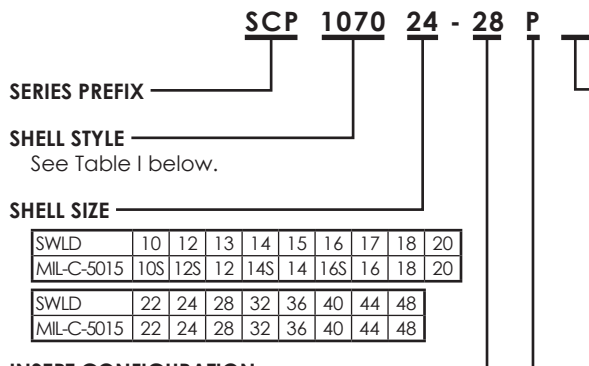 SCP 1070 24 - 28 P
SERIES PREFIX
SHELL STYLE
See Table I below.
SHELL SIZE
SWLD 10 12 13 14 15 16 17 18 20
MIL-C-5015 10S 12S 12 14S 14 16S 16 18 20
SWLD 22 24 28 32 36 40 44 48
MIL-C-5015 22 24 28 32 36 40 44 48
INSERT CONFIGURATION